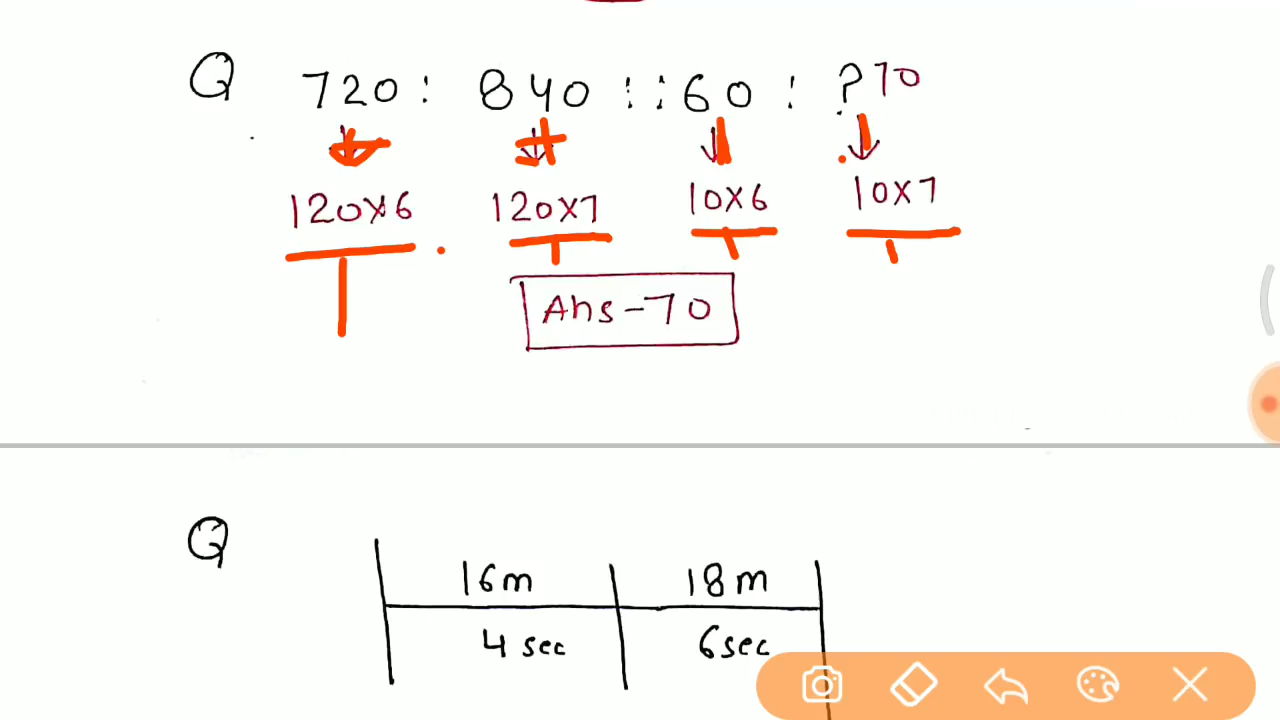 Q 720 : 840 :: 60 : ? 70
120×6 120×7 10×6 10×7
Ans - 70
Q
16m 18m
4 sec 6sec